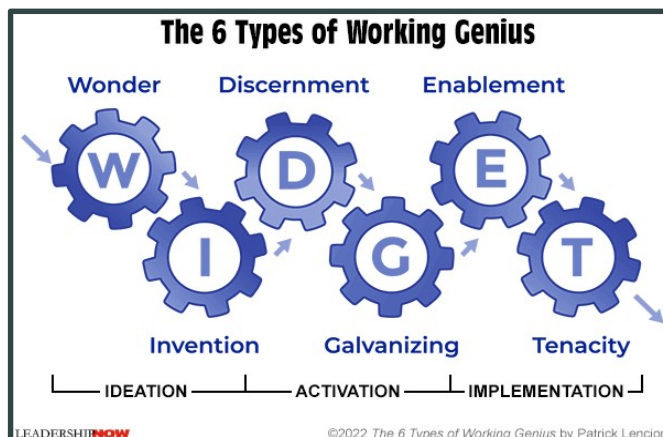 The 6 Types of Working Genius
Wonder Discernment Enablement
W D E
I G T
Invention Galvanizing Tenacity
IDEATION ACTIVATION IMPLEMENTATION
LEADERSHIPNOW ©2022 The 6 Types of Working Genius by Patrick Lencion